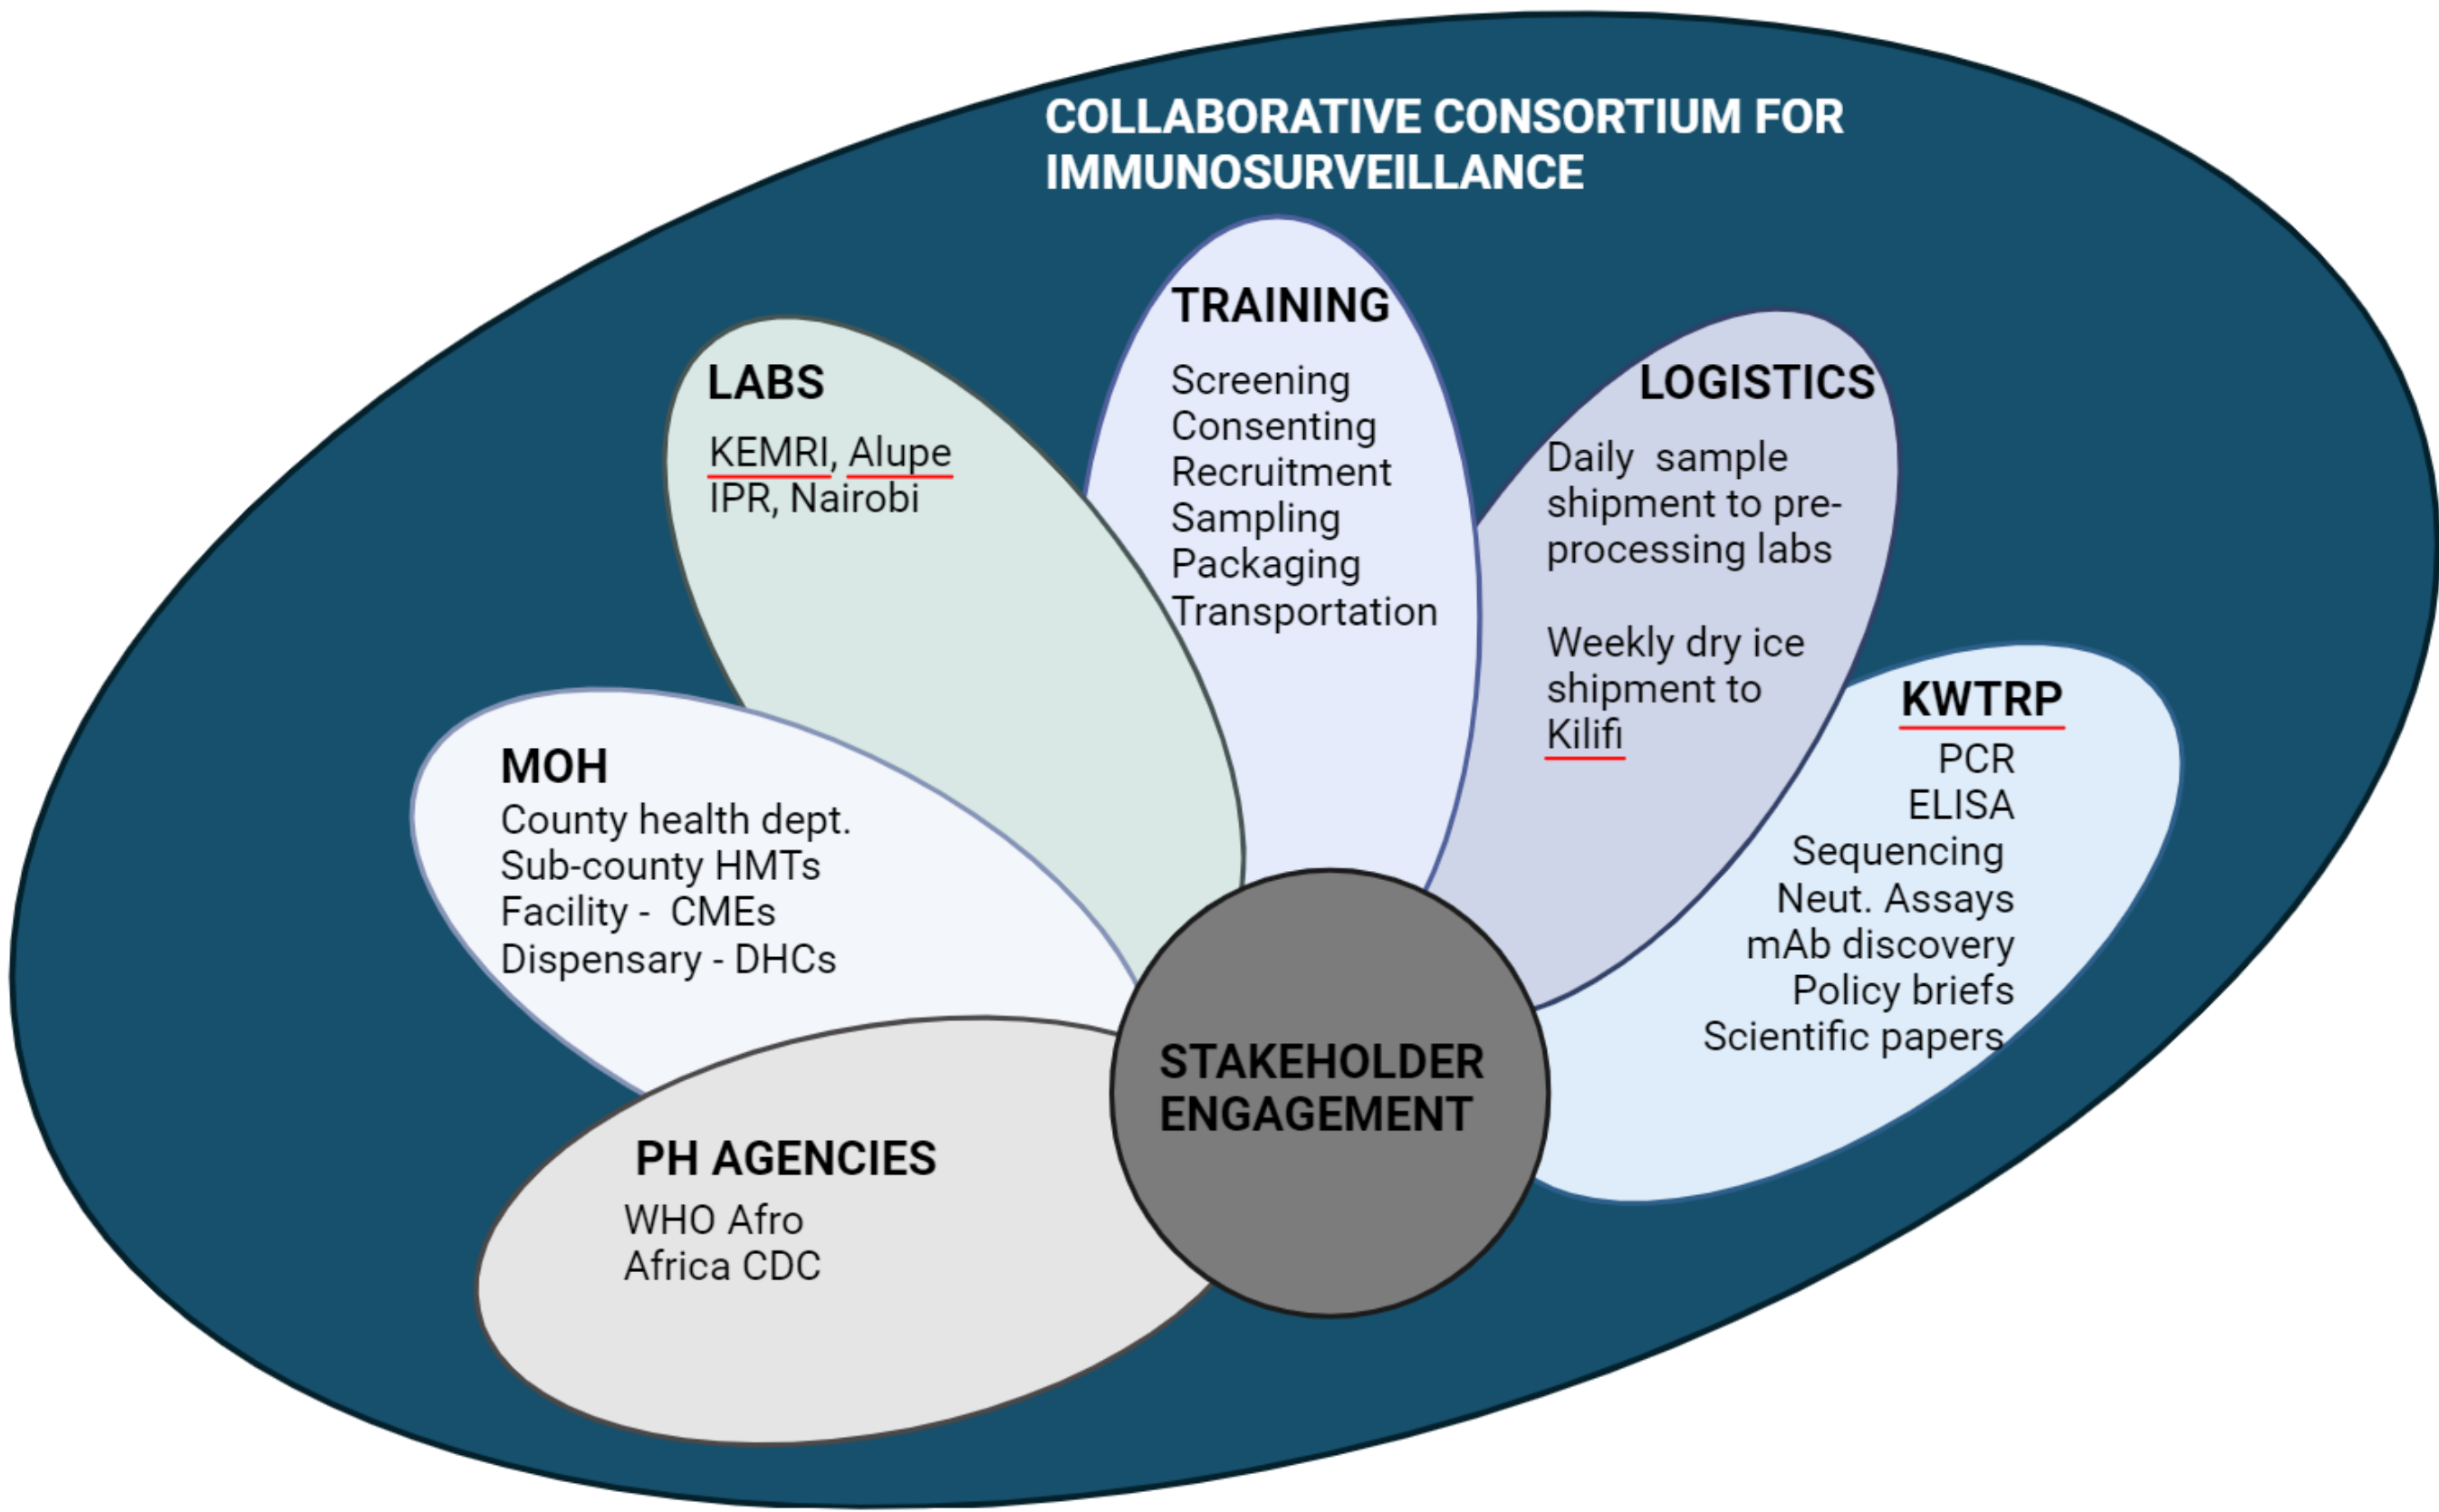 COLLABORATIVE CONSORTIUM FOR
IMMUNOSURVEILLANCE
TRAINING
Screening
Consenting
Recruitment
Sampling
Packaging
Transportation
LABS
KEMRI, Alupe
IPR, Nairobi
LOGISTICS
Daily  sample
shipment to pre-
processing labs
Weekly dry ice
shipment to
Kilifi
MOH
County health dept.
Sub-county HMTs
Facility -  CMEs
Dispensary - DHCs
KWTRP
PCR
ELISA
Sequencing
Neut. Assays
mAb discovery
Policy briefs
Scientific papers
STAKEHOLDER
ENGAGEMENT
PH AGENCIES
WHO Afro
Africa CDC